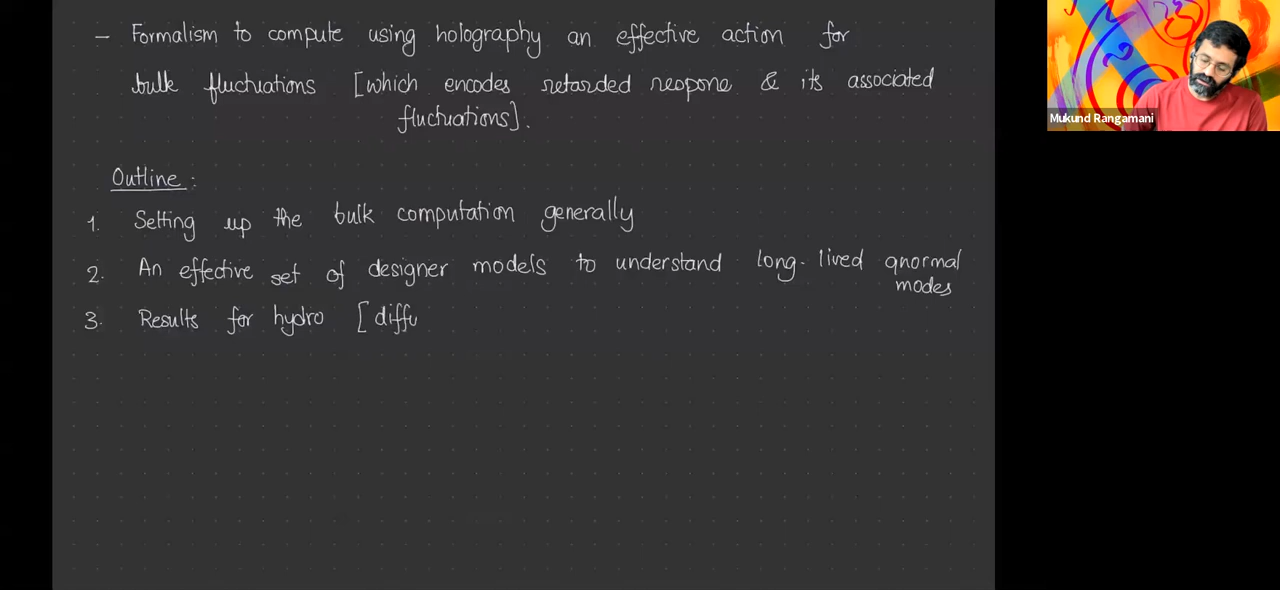 – Formalism to compute using holography an effective action for
bulk fluctuations [which encodes retarded respone & its associated
fluctuations].
Outline:
1. Setting up the bulk computation generally
2. An effective set of designer models to understand long-lived qnormal
modes
3. Results for hydro [diffu
Mukund Rangamani